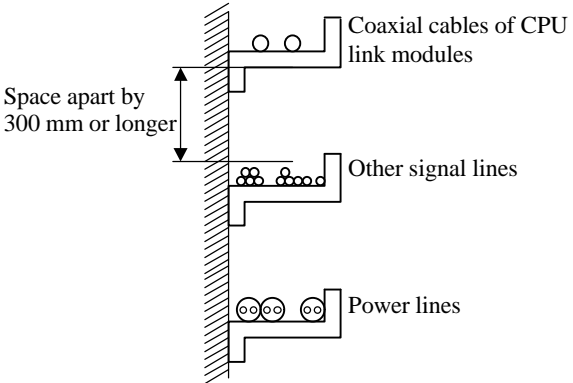 Coaxial cables of CPU
link modules
Space apart by
300 mm or longer
Other signal lines
Power lines